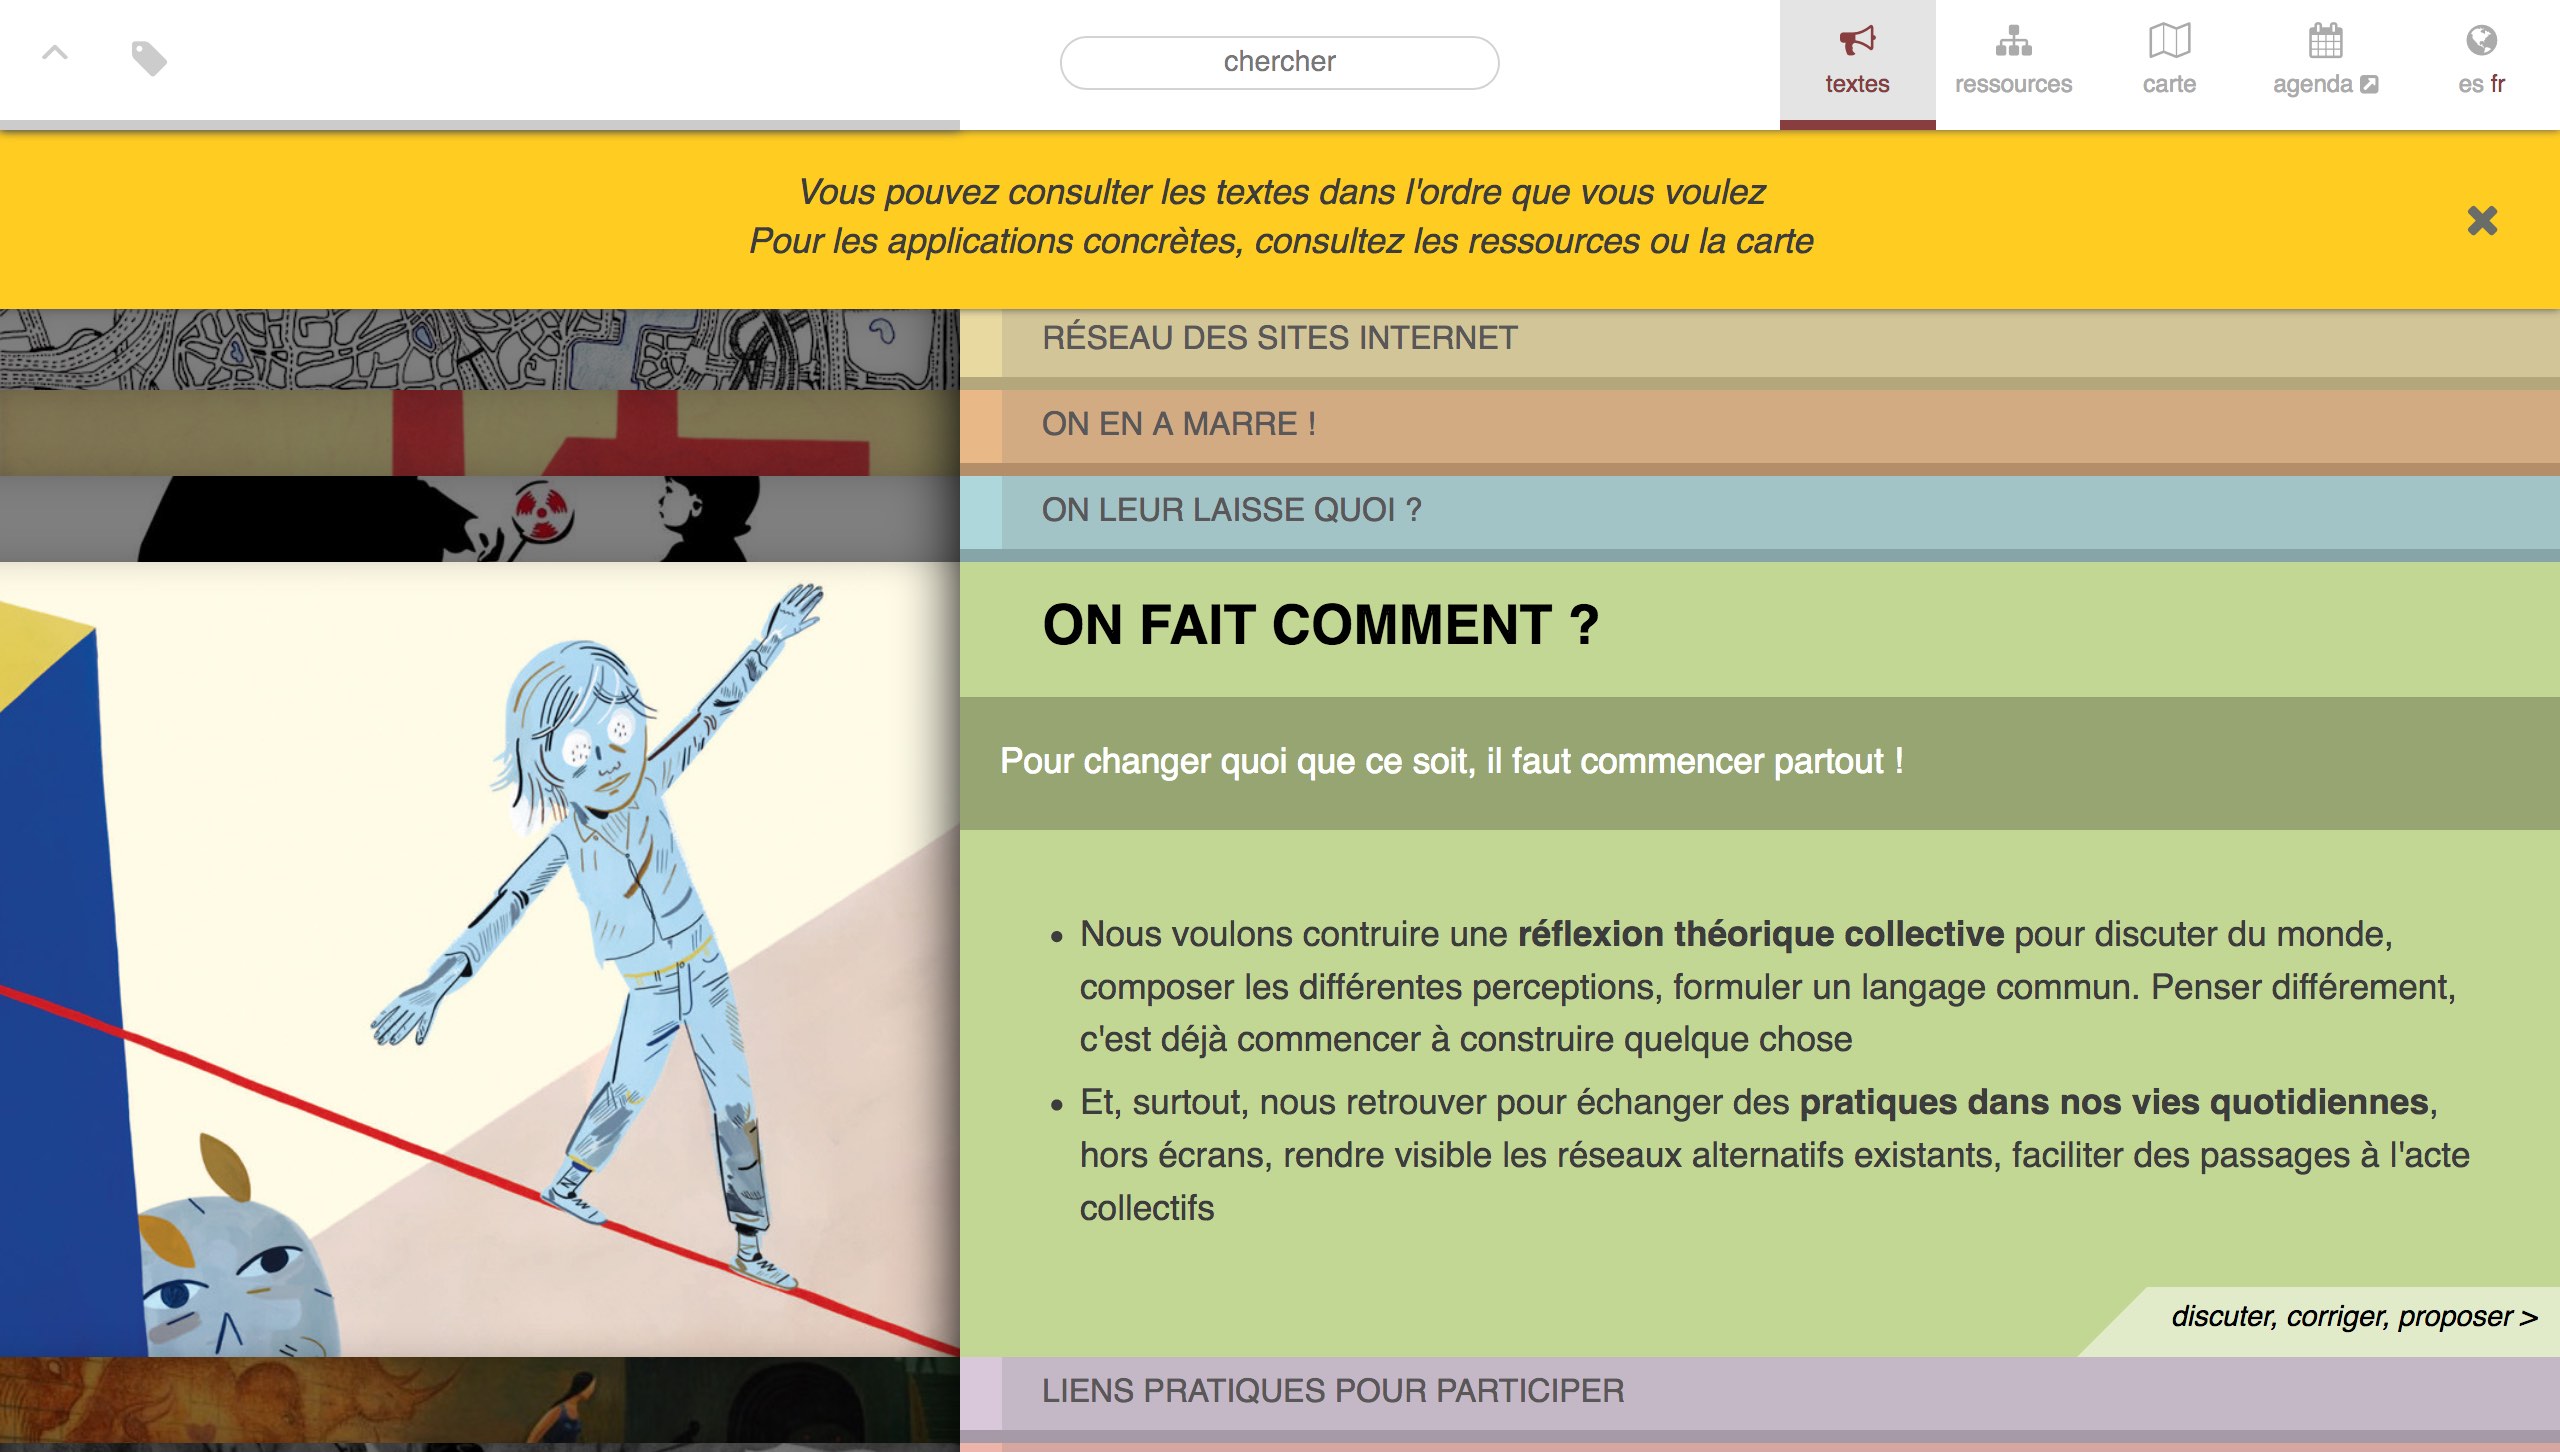 chercher
textes
ressources
carte
agenda
es fr
Vous pouvez consulter les textes dans l'ordre que vous voulez
Pour les applications concrètes, consultez les ressources ou la carte
RÉSEAU DES SITES INTERNET
ON EN A MARRE !
ON LEUR LAISSE QUOI ?
ON FAIT COMMENT ?
Pour changer quoi que ce soit, il faut commencer partout !
• Nous voulons contruire une réflexion théorique collective pour discuter du monde,
composer les différentes perceptions, formuler un langage commun. Penser différement,
c'est déjà commencer à construire quelque chose
• Et, surtout, nous retrouver pour échanger des pratiques dans nos vies quotidiennes,
hors écrans, rendre visible les réseaux alternatifs existants, faciliter des passages à l'acte
collectifs
discuter, corriger, proposer >
LIENS PRATIQUES POUR PARTICIPER